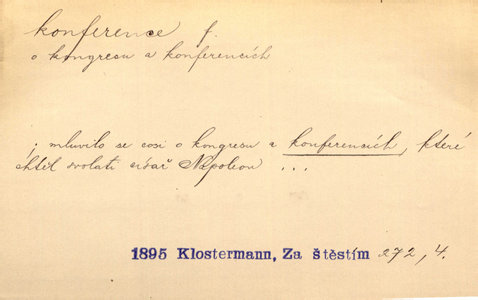 konference f.
o kongresu a konferencích
; mluvilo se cosi o kongresu a konferencích, které
chtěl svolati císař Napoleon ...
1895 Klostermann, Za štěstím 272, 4.